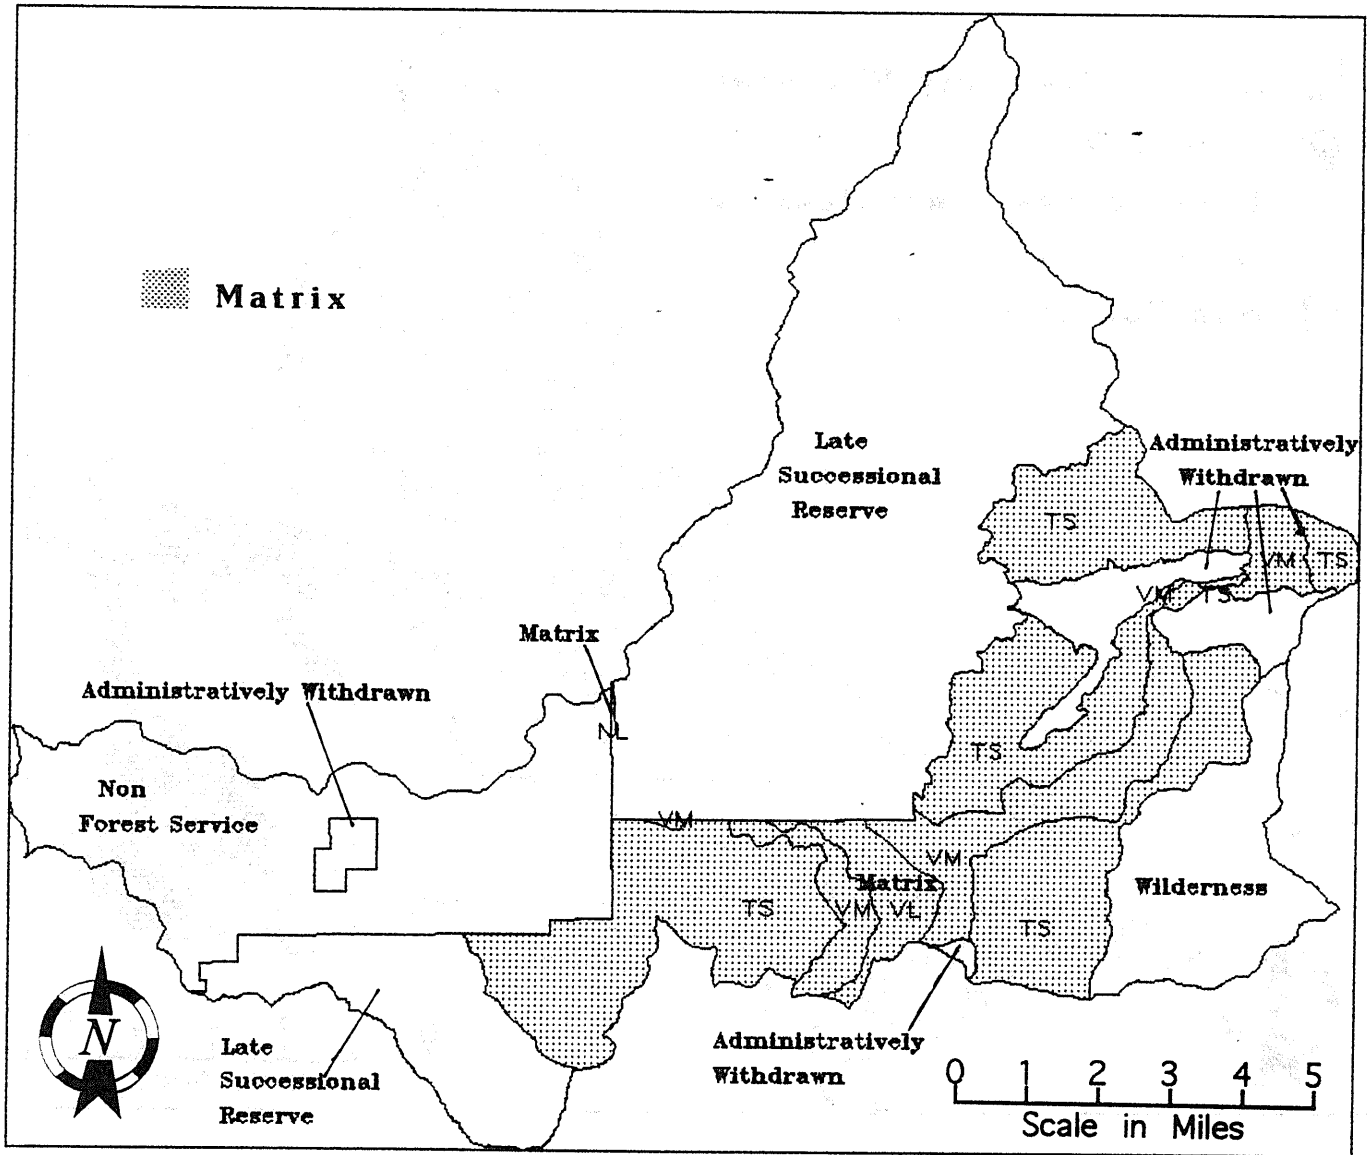 Matrix
Late
Successional
Reserve
Administratively
Withdrawn
TS
VM
TS
VM
TS
Matrix
NL
Administratively Withdrawn
TS
Non
Forest Service
VM
VM
Matrix
Wilderness
TS
VM
VL
TS
N
Late
Successional
Reserve
Administratively
Withdrawn
0 1 2 3 4 5
Scale in Miles